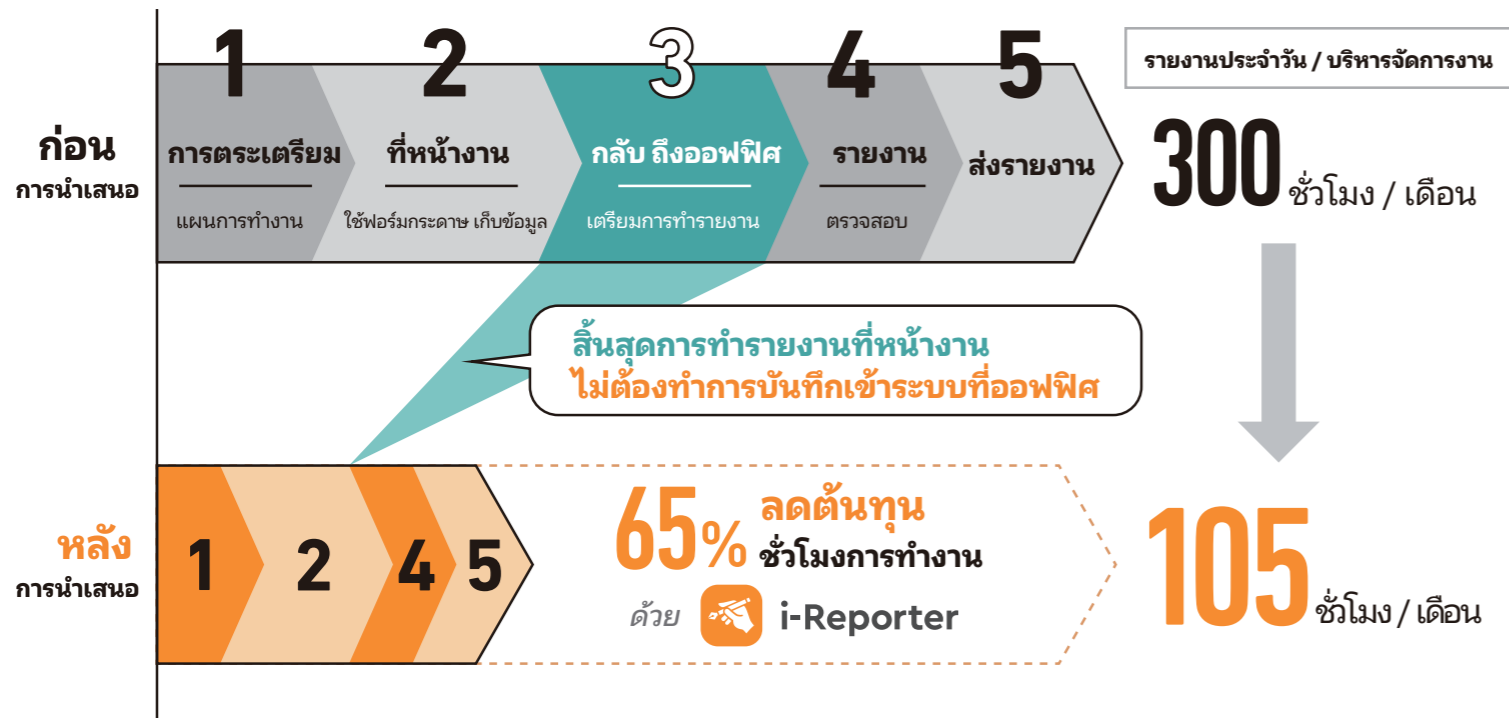 1
2
3
4
5
รายงานประจำวัน / บริหารจัดการงาน
ก่อน
การนำเสนอ
การตระเตรียม
แผนการทำงาน
ที่หน้างาน
ใช้ฟอร์มกระดาษ เก็บข้อมูล
กลับ ถึงออฟฟิศ
เตรียมการทำรายงาน
รายงาน
ตรวจสอบ
ส่งรายงาน
300 ชั่วโมง / เดือน
สิ้นสุดการทำรายงานที่หน้างาน
ไม่ต้องทำการบันทึกเข้าระบบที่ออฟฟิศ
หลัง
การนำเสนอ
1
2
4
5
65% ลดต้นทุน
ชั่วโมงการทำงาน
ด้วย i-Reporter
105 ชั่วโมง / เดือน